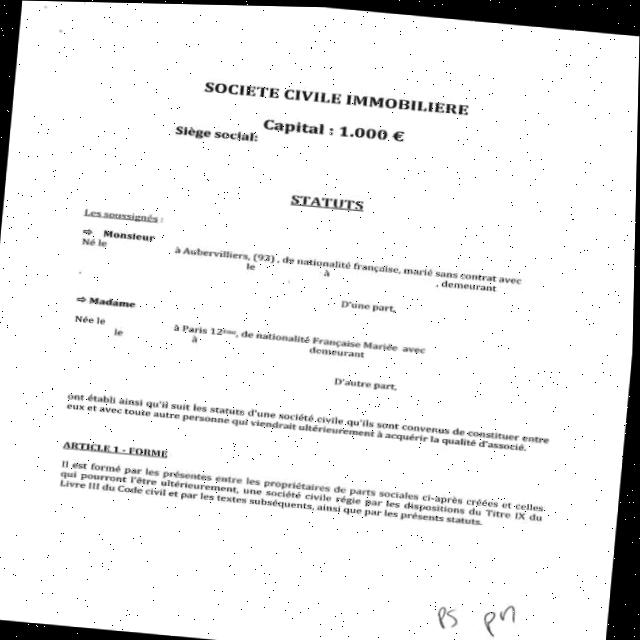 SOCIETE CIVILE IMMOBILIERE
Capital : 1.000 €
Siège social:
STATUTS
Les soussignés :
⇨ Monsieur
Né le à Aubervilliers, (93), de nationalité française, marié sans contrat avec
le à , demeurant
D'une part,
⇨ Madame
Née le à Paris 12ème, de nationalité Française Mariée avec
le à demeurant
D'autre part,
ont établi ainsi qu'il suit les statuts d'une société civile qu'ils sont convenus de constituer entre
eux et avec toute autre personne qui viendrait ultérieurement à acquérir la qualité d'associé.
ARTICLE 1 - FORME
Il est formé par les présentes entre les propriétaires de parts sociales ci-après créées et celles
qui pourront l'être ultérieurement, une société civile régie par les dispositions du Titre IX du
Livre III du Code civil et par les textes subséquents, ainsi que par les présents statuts.
PS pn